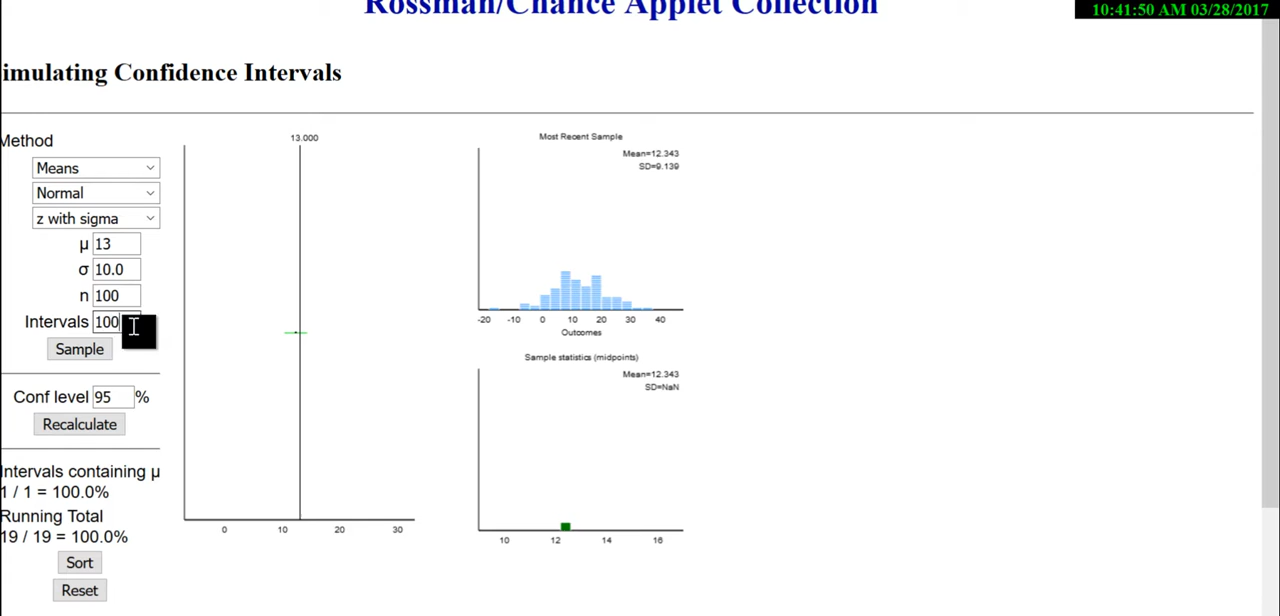 Rossman/Chance Applet Collection
10:41:50 AM 03/28/2017
imulating Confidence Intervals
Method
Means
Normal
z with sigma
μ 13
σ 10.0
n 100
Intervals 100
Sample
Conf level 95 %
Recalculate
Intervals containing μ
1 / 1 = 100.0%
Running Total
19 / 19 = 100.0%
Sort
Reset
13.000
0 10 20 30
Most Recent Sample
Mean=12.343
SD=9.139
-20 -10 0 10 20 30 40
Outcomes
Sample statistics (midpoints)
Mean=12.343
SD=NaN
10 12 14 16